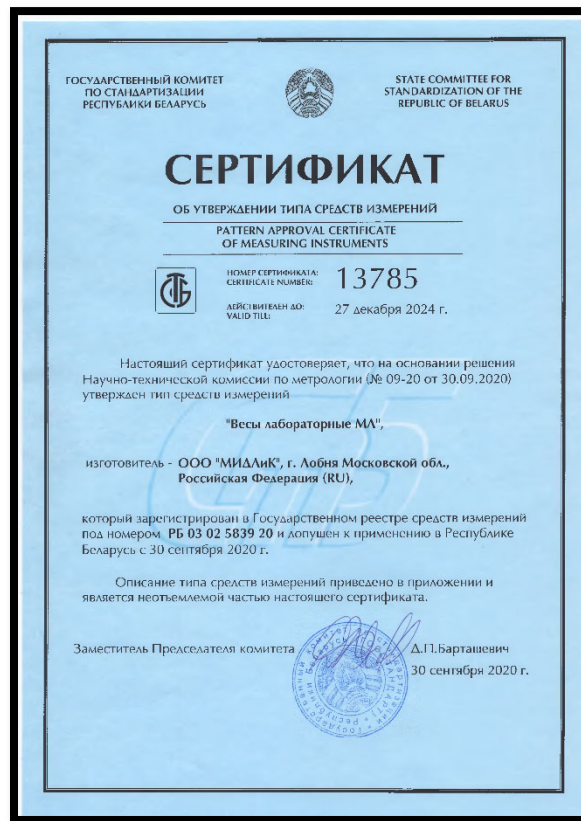 ГОСУДАРСТВЕННЫЙ КОМИТЕТ
ПО СТАНДАРТИЗАЦИИ
РЕСПУБЛИКИ БЕЛАРУСЬ
STATE COMMITTEE FOR
STANDARDIZATION OF THE
REPUBLIC OF BELARUS
СЕРТИФИКАТ
ОБ УТВЕРЖДЕНИИ ТИПА СРЕДСТВ ИЗМЕРЕНИЙ
PATTERN APPROVAL CERTIFICATE
OF MEASURING INSTRUMENTS
НОМЕР СЕРТИФИКАТА:
CERTIFICATE NUMBER:
13785
ДЕЙСТВИТЕЛЕН ДО:
VALID TILL:
27 декабря 2024 г.
Настоящий сертификат удостоверяет, что на основании решения
Научно-технической комиссии по метрологии (№ 09-20 от 30.09.2020)
утвержден тип средств измерений
"Весы лабораторные МЛ",
изготовитель - ООО "МИДЛиК", г. Лобня Московской обл.,
Российская Федерация (RU),
который зарегистрирован в Государственном реестре средств измерений
под номером РБ 03 02 5839 20 и допущен к применению в Республике
Беларусь с 30 сентября 2020 г.
Описание типа средств измерений приведено в приложении и
является неотъемлемой частью настоящего сертификата.
Заместитель Председателя комитета
Д.П.Барташевич
30 сентября 2020 г.